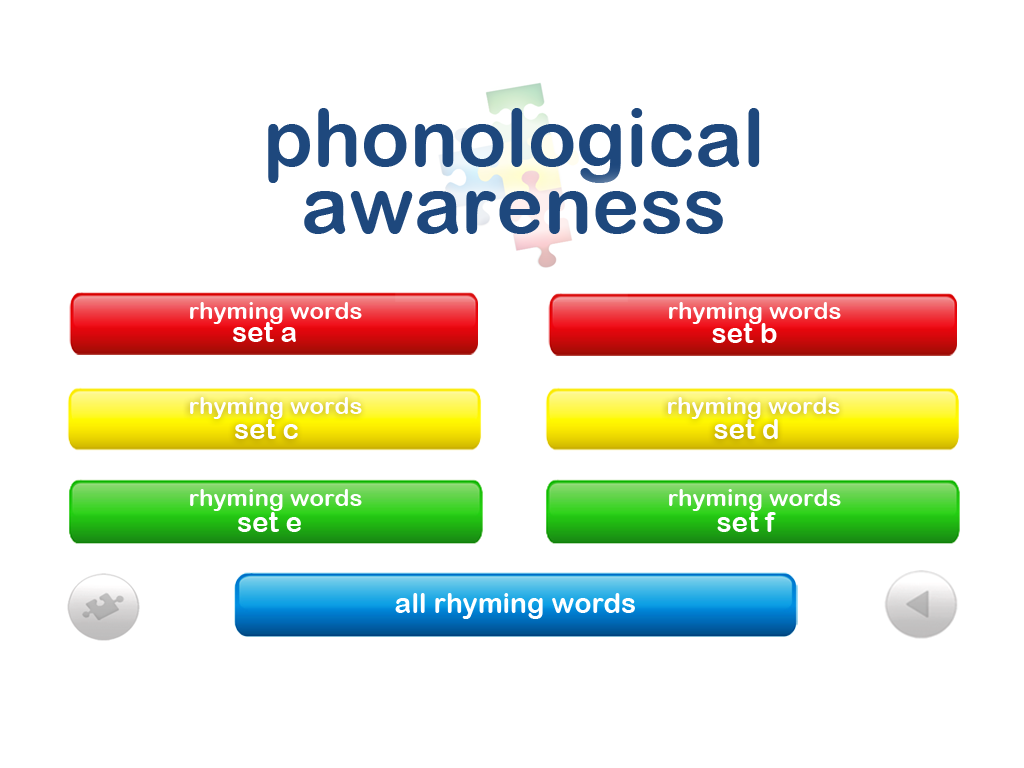 phonological
awareness
rhyming words
set a
rhyming words
set b
rhyming words
set c
rhyming words
set d
rhyming words
set e
rhyming words
set f
all rhyming words